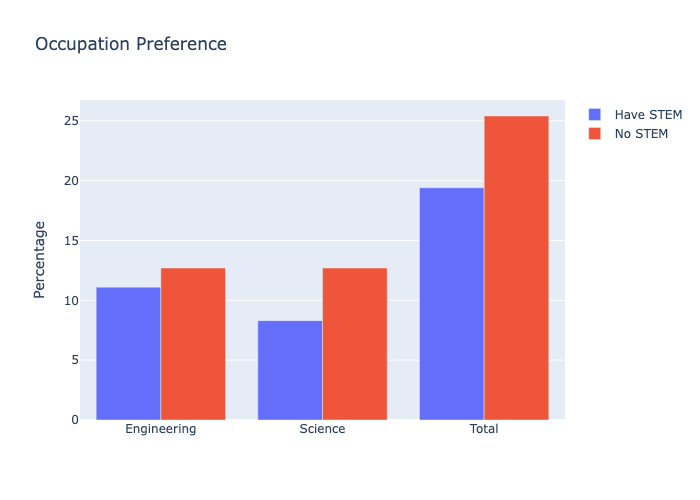 Occupation Preference
Have STEM
No STEM
Percentage
25
20
15
10
5
0
Engineering
Science
Total